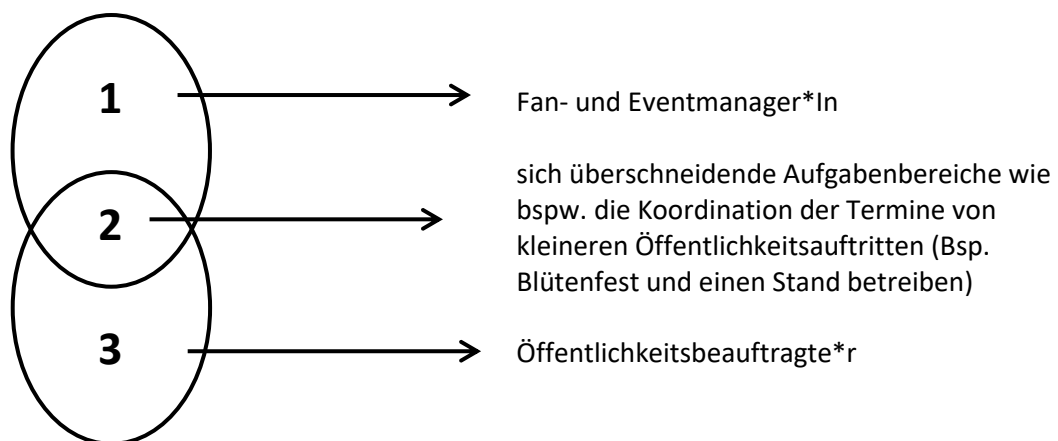 1
Fan- und Eventmanager*In
sich überschneidende Aufgabenbereiche wie
2
bspw. die Koordination der Termine von
kleineren Öffentlichkeitsauftritten (Bsp.
Blütenfest und einen Stand betreiben)
3
Öffentlichkeitsbeauftragte*r